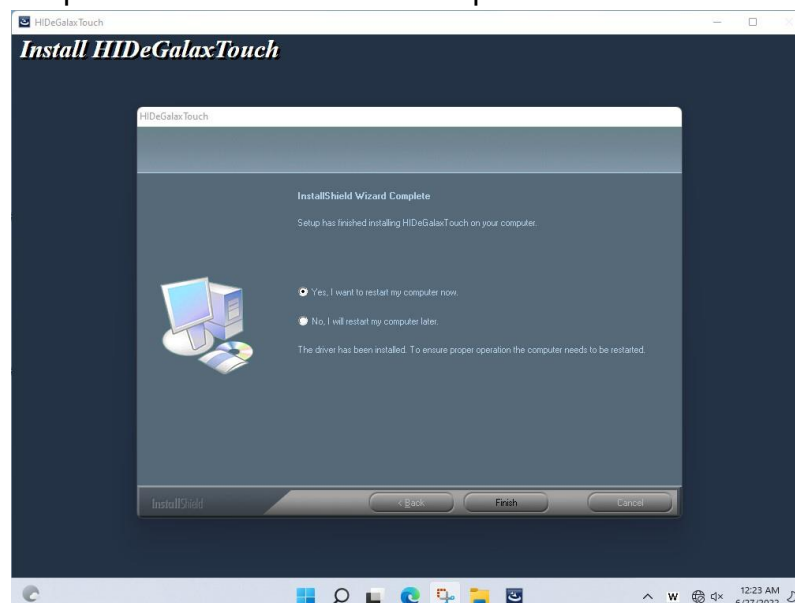 HIDeGalaxTouch
Install HIDeGalaxTouch
HIDeGalaxTouch
InstallShield Wizard Complete
Setup has finished installing HIDeGalaxTouch on your computer.
Yes, I want to restart my computer now.
No, I will restart my computer later.
The driver has been installed. To ensure proper operation the computer needs to be restarted.
InstallShield
< Back
Finish
Cancel
W
12:23 AM